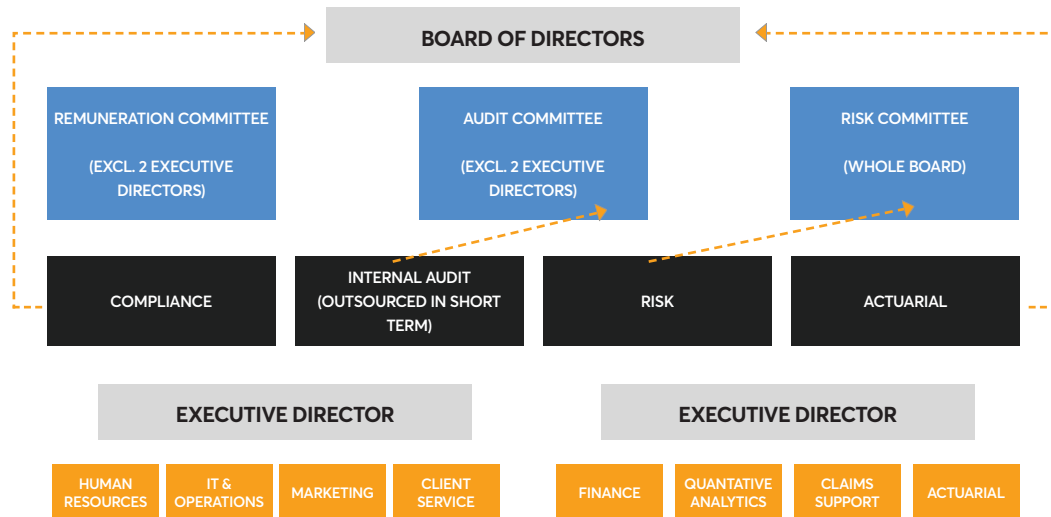 BOARD OF DIRECTORS
REMUNERATION COMMITTEE
(EXCL. 2 EXECUTIVE
DIRECTORS)
AUDIT COMMITTEE
(EXCL. 2 EXECUTIVE
DIRECTORS)
RISK COMMITTEE
(WHOLE BOARD)
COMPLIANCE
INTERNAL AUDIT
(OUTSOURCED IN SHORT
TERM)
RISK
ACTUARIAL
EXECUTIVE DIRECTOR
EXECUTIVE DIRECTOR
HUMAN
RESOURCES
IT &
OPERATIONS
MARKETING
CLIENT
SERVICE
FINANCE
QUANTATIVE
ANALYTICS
CLAIMS
SUPPORT
ACTUARIAL